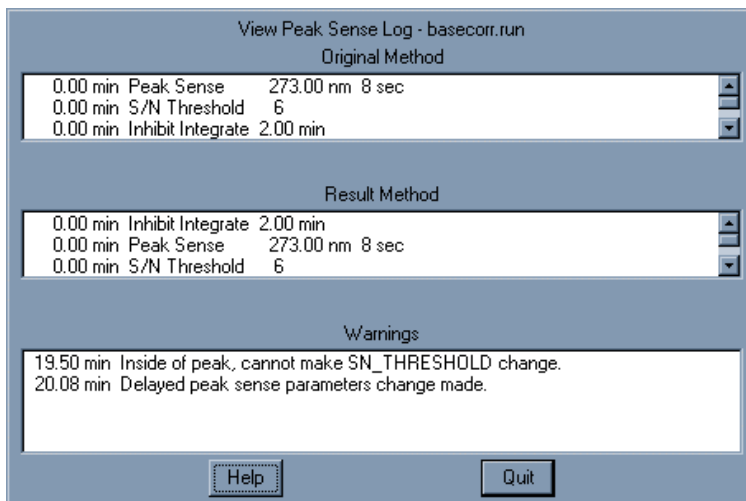 View Peak Sense Log - basecorr.run
Original Method
0.00 min Peak Sense 273.00 nm 8 sec
0.00 min S/N Threshold 6
0.00 min Inhibit Integrate 2.00 min
Result Method
0.00 min Inhibit Integrate 2.00 min
0.00 min Peak Sense 273.00 nm 8 sec
0.00 min S/N Threshold 6
Warnings
19.50 min Inside of peak, cannot make SN_THRESHOLD change.
20.08 min Delayed peak sense parameters change made.
Help Quit